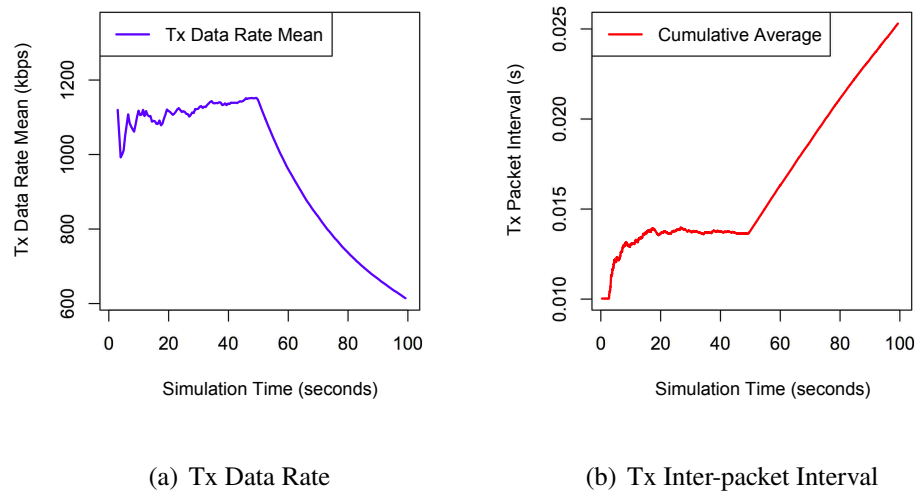 Tx Data Rate Mean
Tx Data Rate Mean (kbps)
1200
1000
800
600
0 20 40 60 80 100
Simulation Time (seconds)
(a) Tx Data Rate
Cumulative Average
Tx Packet Interval (s)
0.025
0.020
0.015
0.010
0 20 40 60 80 100
Simulation Time (seconds)
(b) Tx Inter-packet Interval